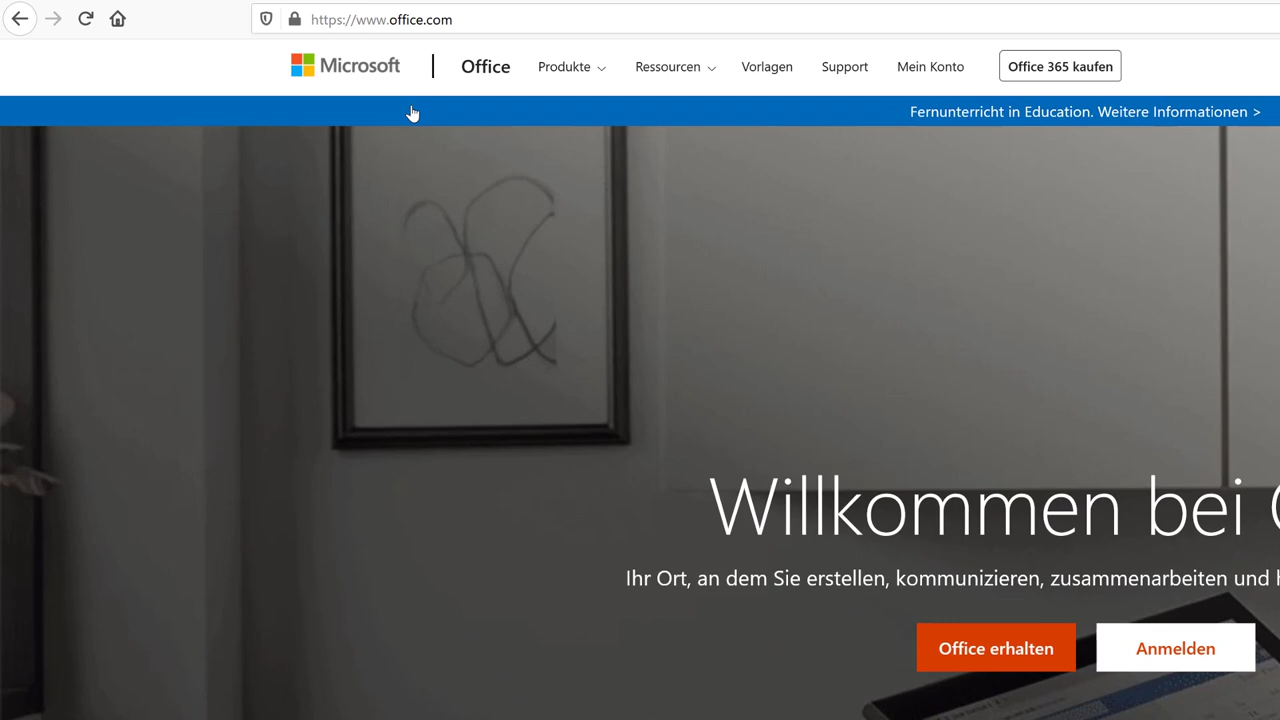 https://www.office.com
Microsoft Office Produkte Ressourcen Vorlagen Support Mein Konto Office 365 kaufen
Fernunterricht in Education. Weitere Informationen >
Willkommen bei
Ihr Ort, an dem Sie erstellen, kommunizieren, zusammenarbeiten und
Office erhalten Anmelden